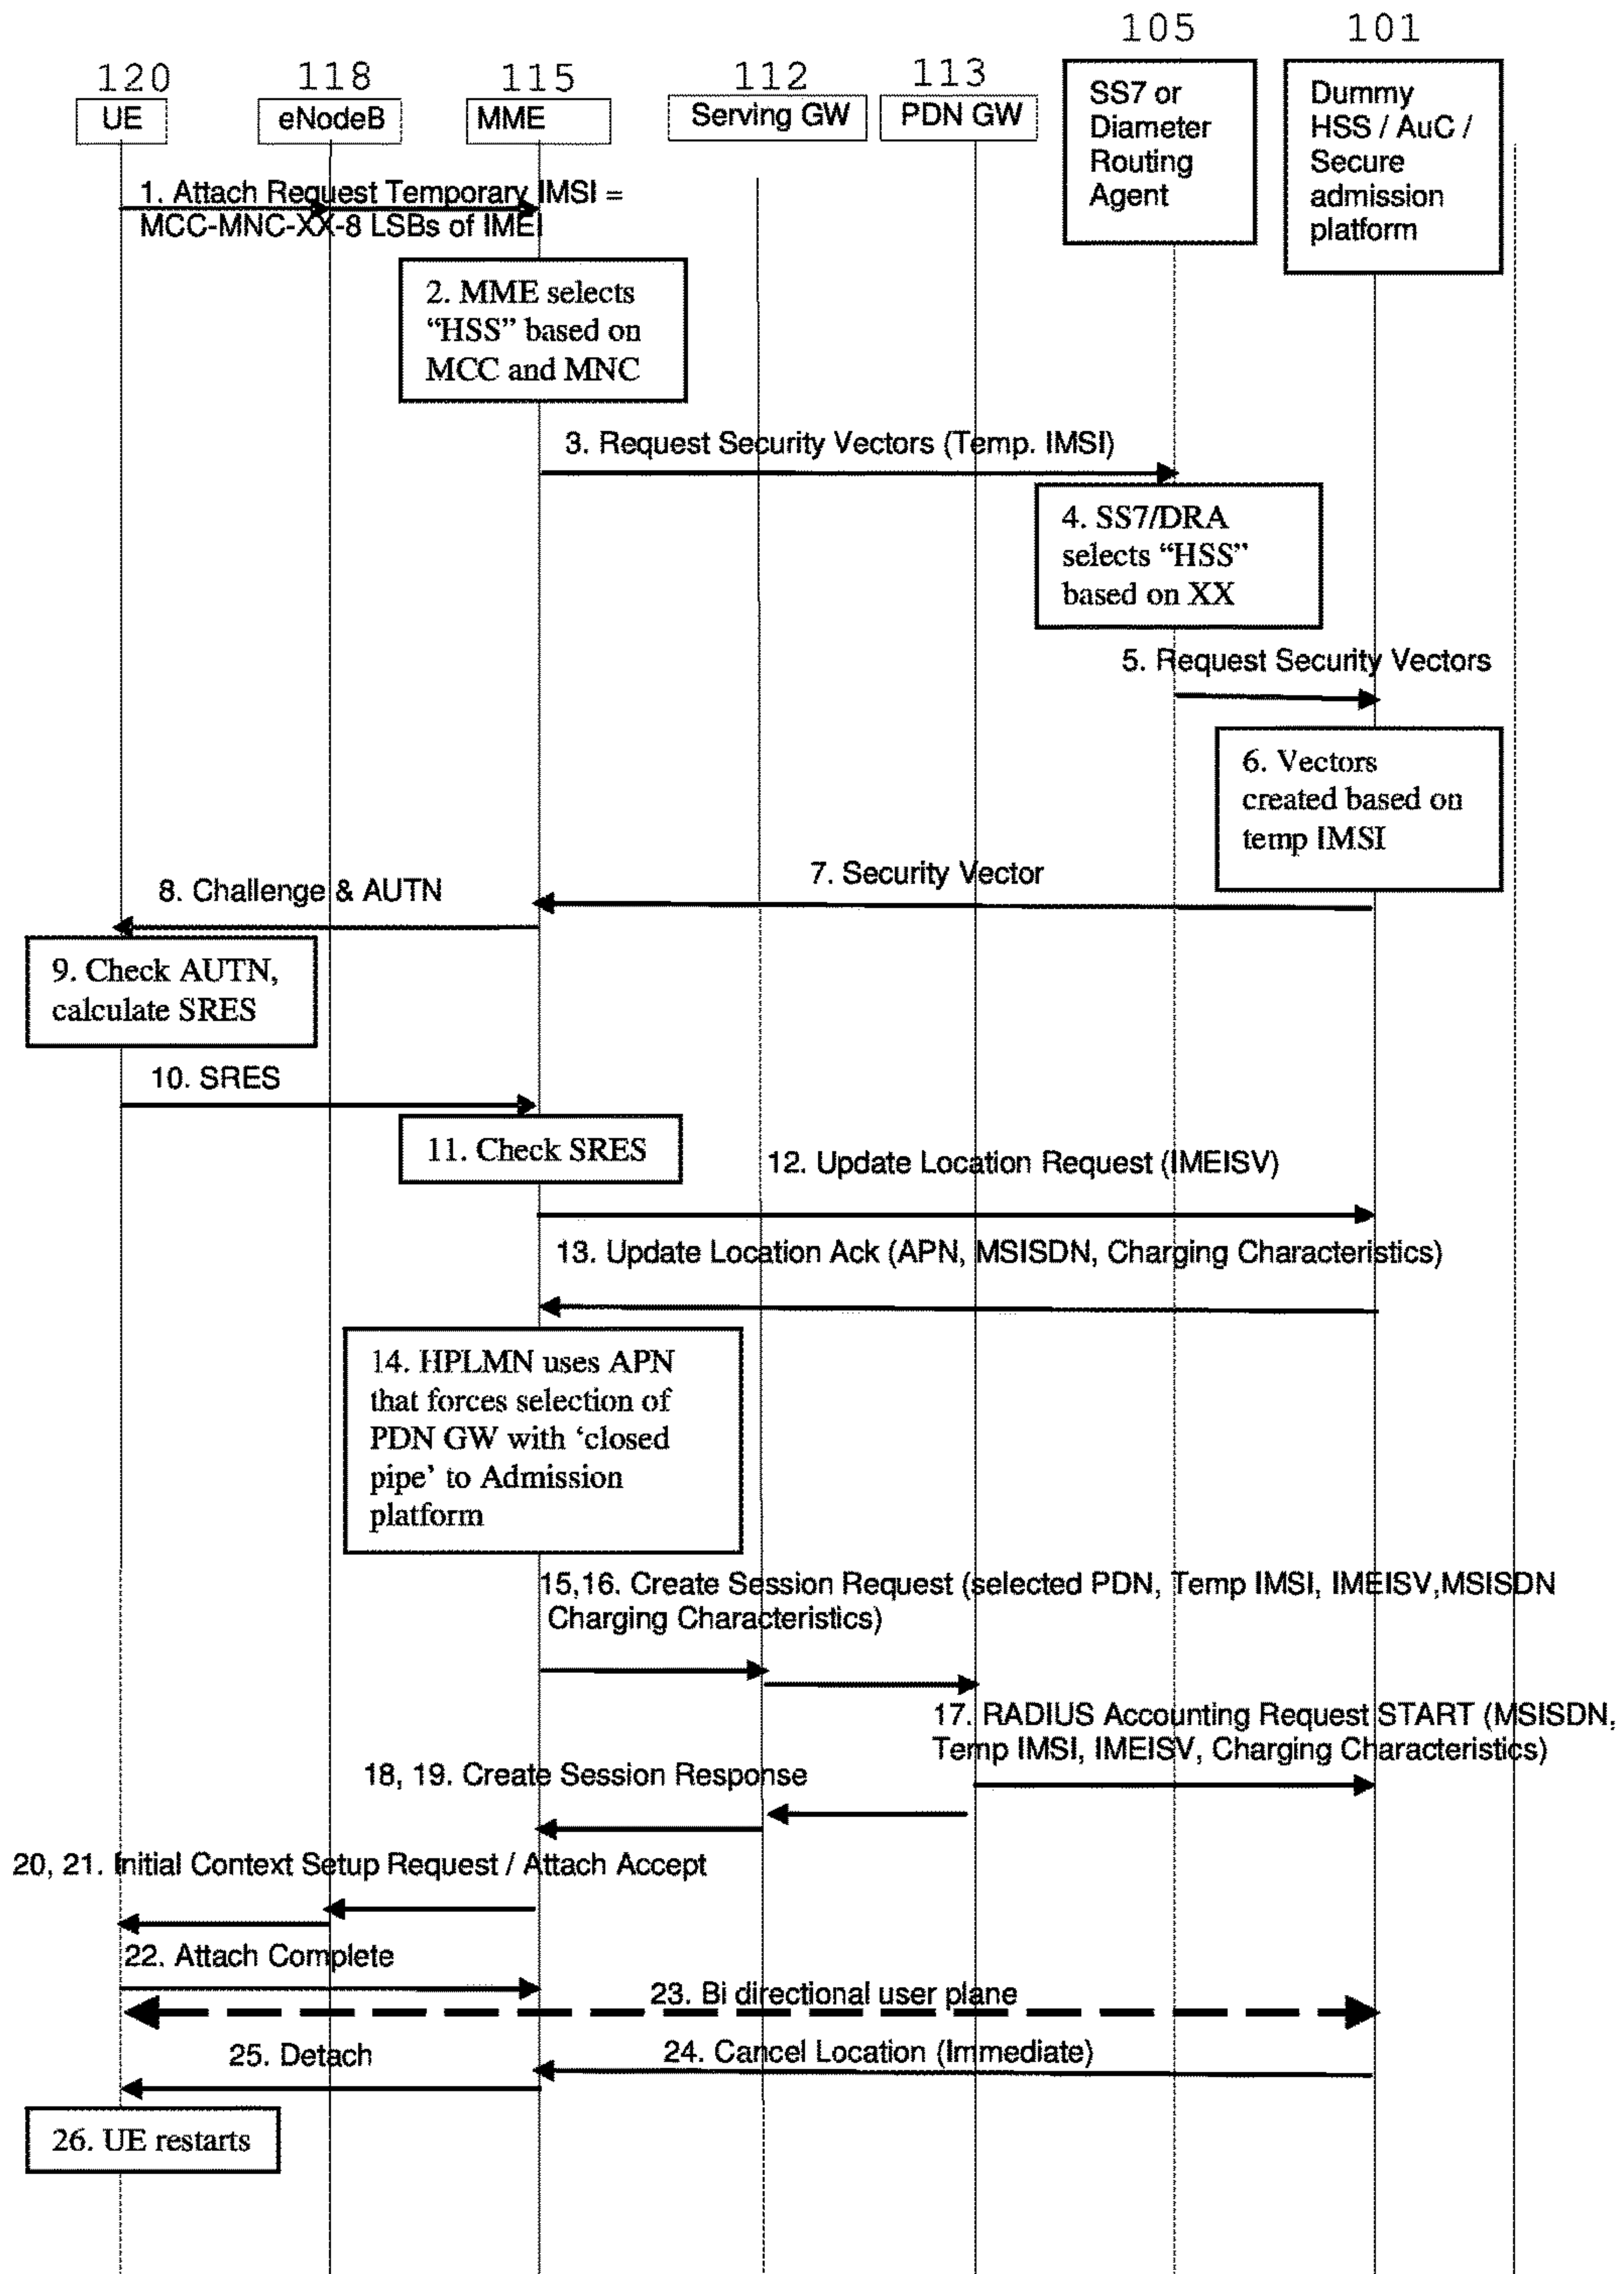 105
101
120
118
115
112
113
UE
eNodeB
MME
Serving GW
PDN GW
SS7 or
Diameter
Routing
Agent
Dummy
HSS / AuC /
Secure
admission
platform
1. Attach Request Temporary IMSI =
MCC-MNC-XX-8 LSBs of IMEI
2. MME selects
“HSS” based on
MCC and MNC
3. Request Security Vectors (Temp. IMSI)
4. SS7/DRA
selects “HSS”
based on XX
5. Request Security Vectors
6. Vectors
created based on
temp IMSI
7. Security Vector
8. Challenge & AUTN
9. Check AUTN,
calculate SRES
10. SRES
11. Check SRES
12. Update Location Request (IMEISV)
13. Update Location Ack (APN, MSISDN, Charging Characteristics)
14. HPLMN uses APN
that forces selection of
PDN GW with ‘closed
pipe’ to Admission
platform
15,16. Create Session Request (selected PDN, Temp IMSI, IMEISV,MSISDN
Charging Characteristics)
17. RADIUS Accounting Request START (MSISDN,
Temp IMSI, IMEISV, Charging Characteristics)
18, 19. Create Session Response
20, 21. Initial Context Setup Request / Attach Accept
22. Attach Complete
23. Bi directional user plane
24. Cancel Location (Immediate)
25. Detach
26. UE restarts